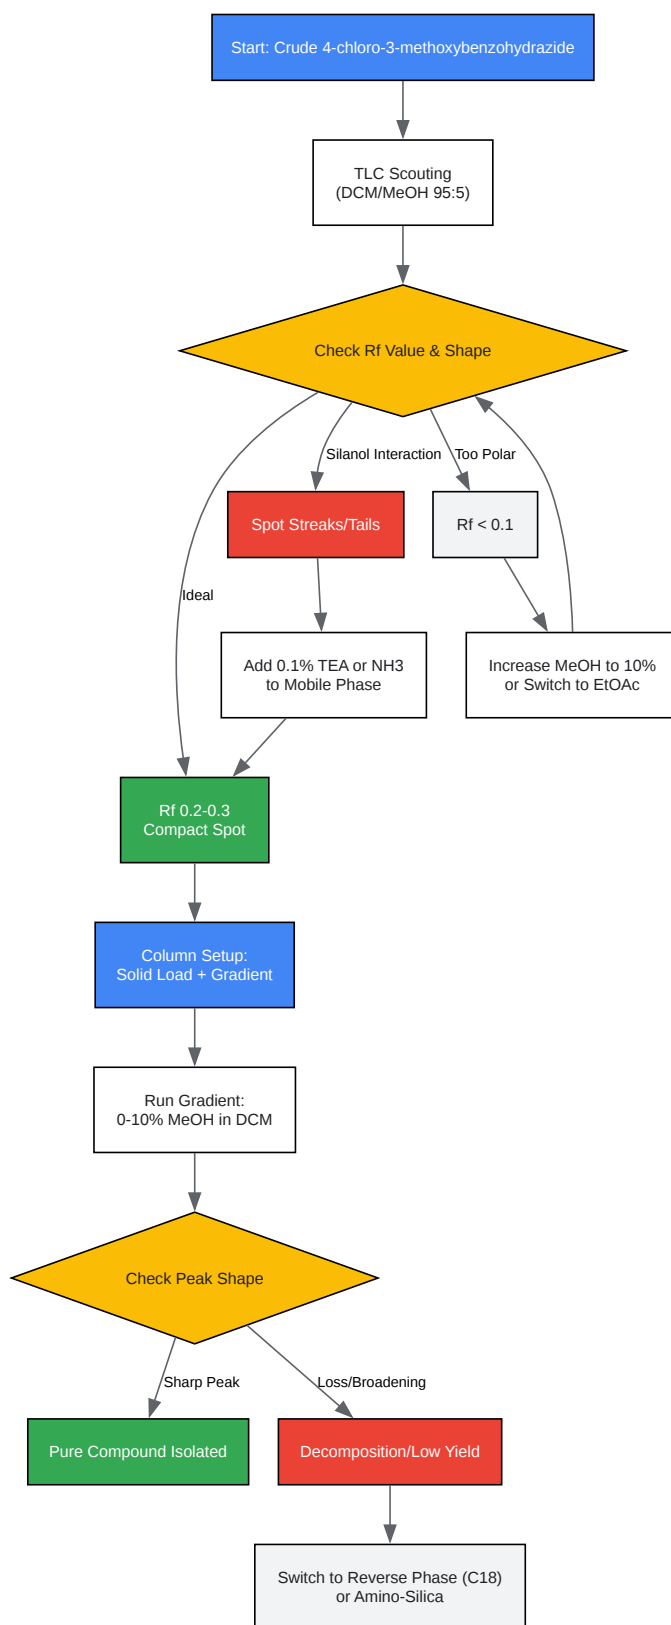 Start: Crude 4-chloro-3-methoxybenzohydrazide
TLC Scouting
(DCM/MeOH 95:5)
Check Rf Value & Shape
Silanol Interaction
Too Polar
Spot Streaks/Tails
Rf < 0.1
Ideal
Add 0.1% TEA or NH3
to Mobile Phase
Increase MeOH to 10%
or Switch to EtOAc
Rf 0.2-0.3
Compact Spot
Column Setup:
Solid Load + Gradient
Run Gradient:
0-10% MeOH in DCM
Check Peak Shape
Sharp Peak
Loss/Broadening
Pure Compound Isolated
Decomposition/Low Yield
Switch to Reverse Phase (C18)
or Amino-Silica